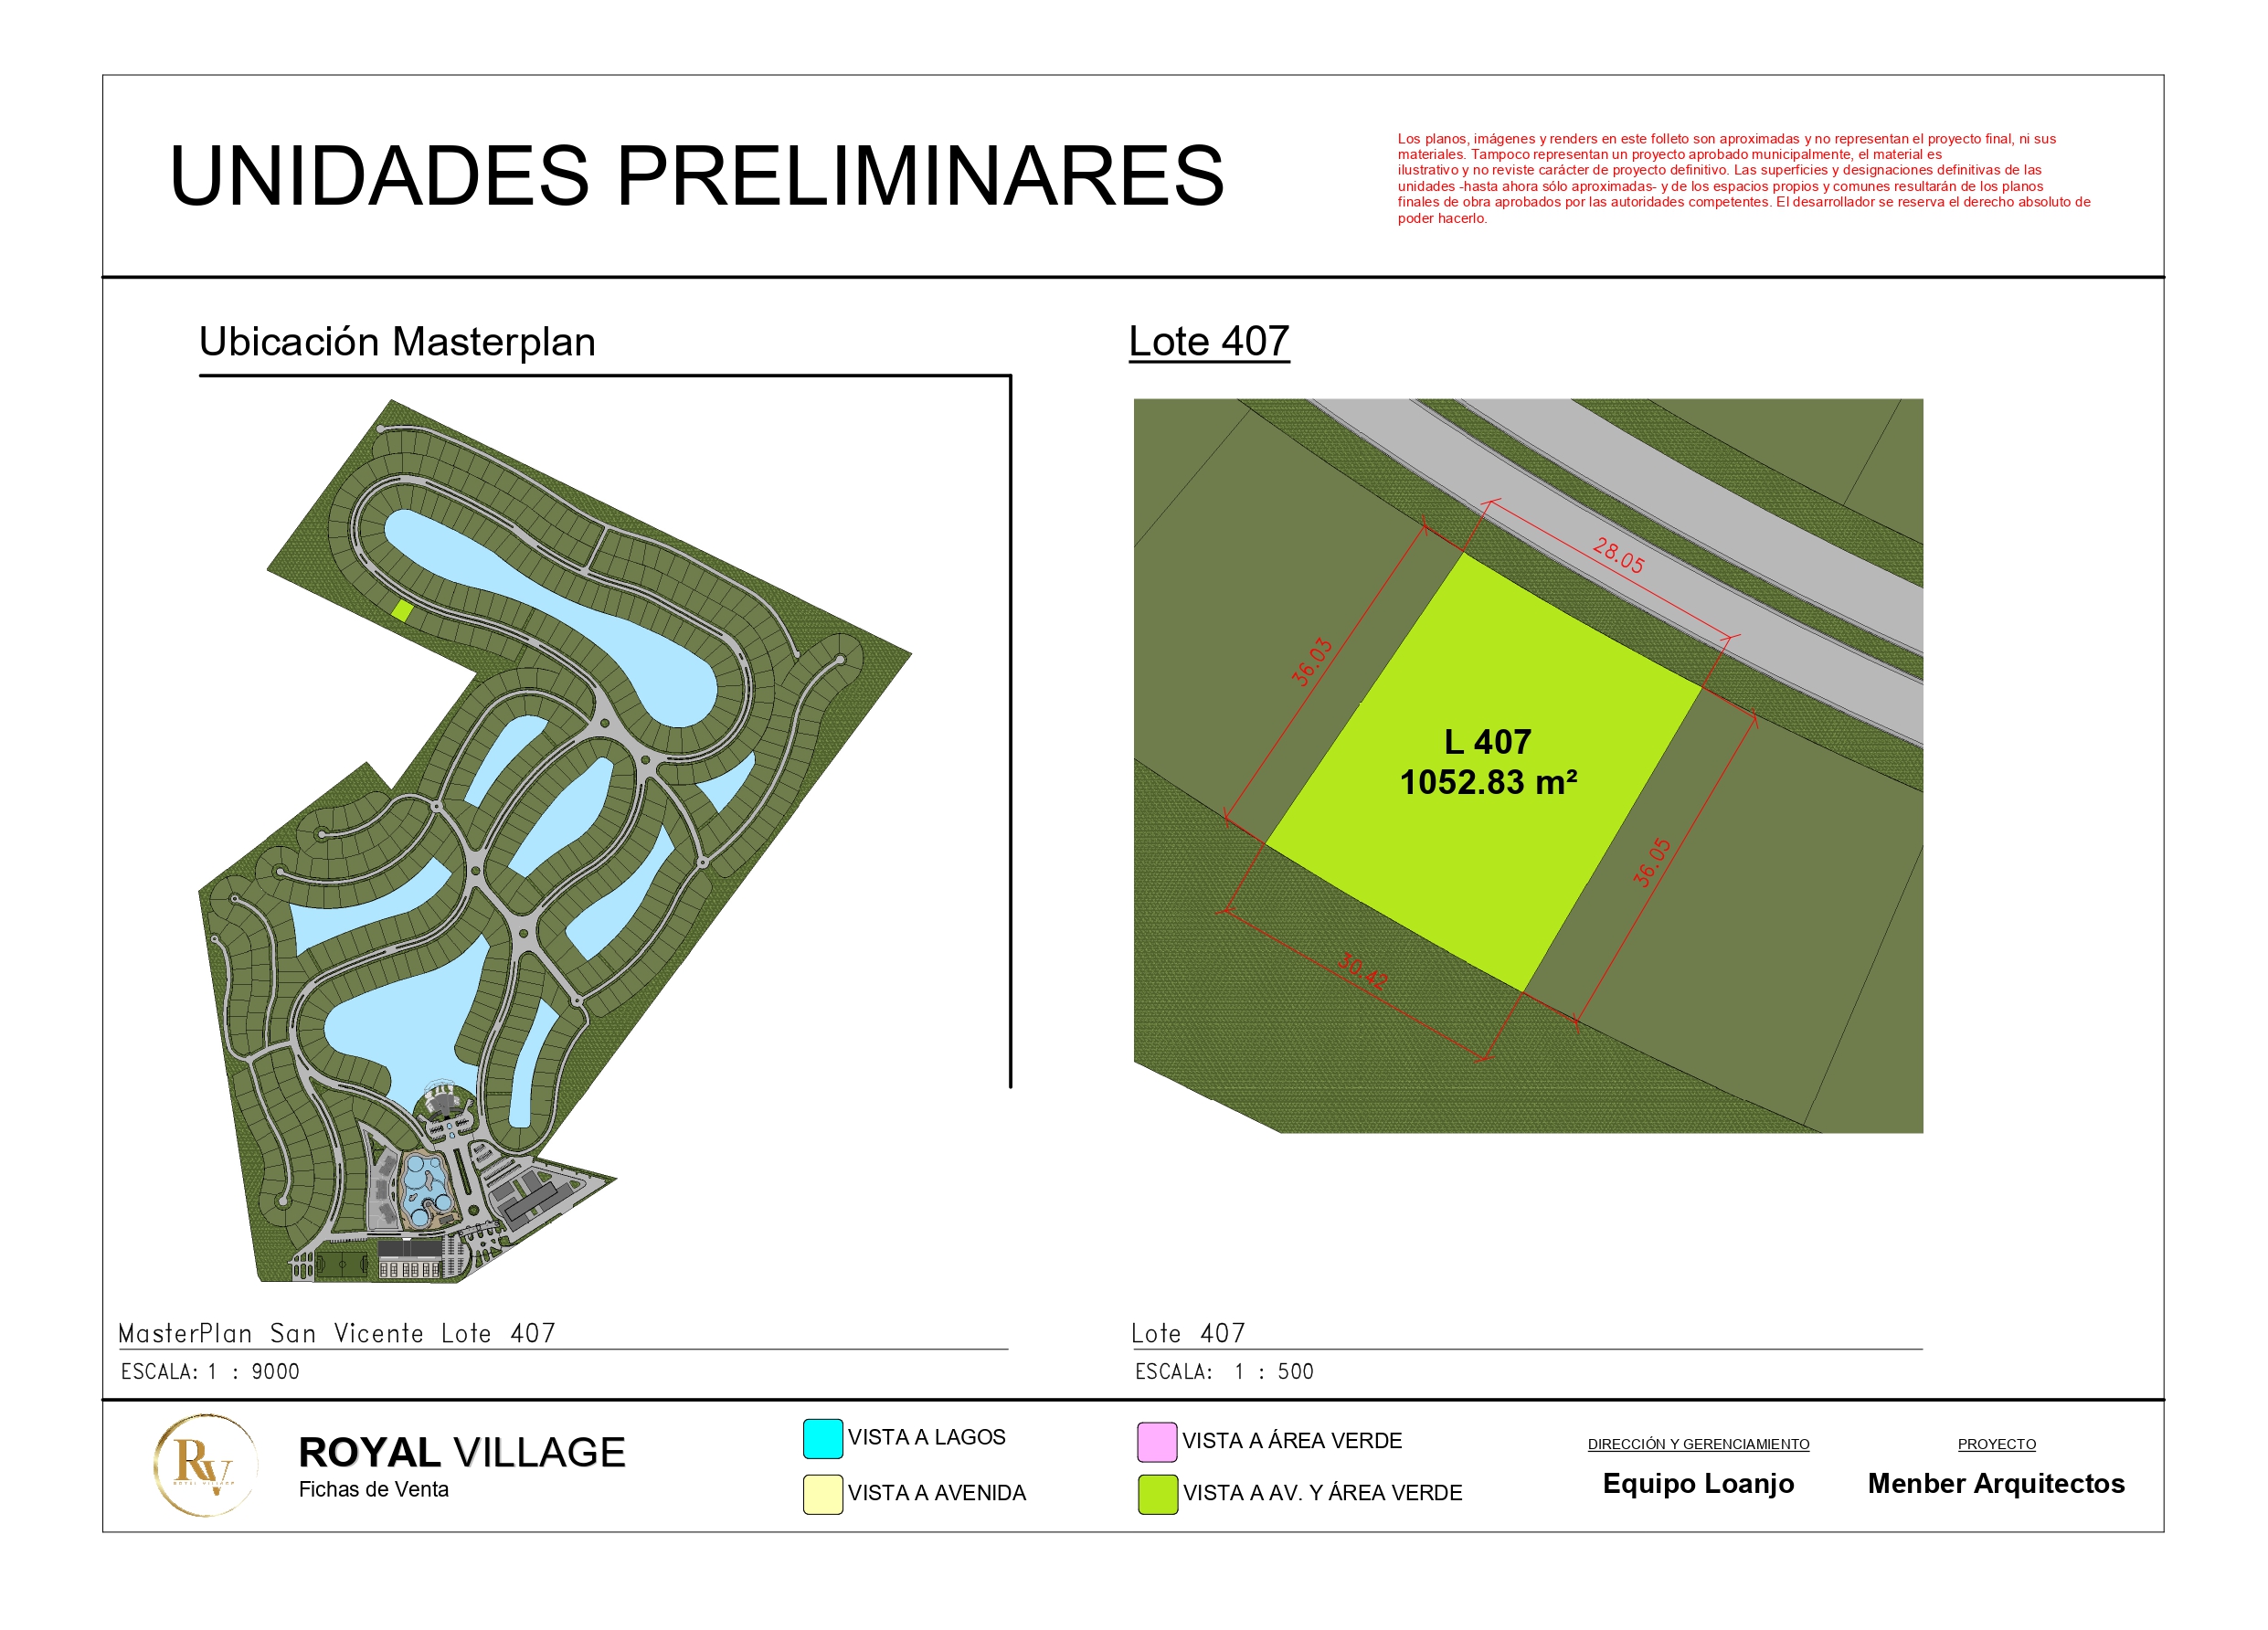 UNIDADES PRELIMINARES
Los planos, imágenes y renders en este folleto son aproximadas y no representan el proyecto final, ni sus
materiales. Tampoco representan un proyecto aprobado municipalmente, el material es
ilustrativo y no reviste carácter de proyecto definitivo. Las superficies y designaciones definitivas de las
unidades -hasta ahora sólo aproximadas- y de los espacios propios y comunes resultarán de los planos
finales de obra aprobados por las autoridades competentes. El desarrollador se reserva el derecho absoluto de
poder hacerlo.
Ubicación Masterplan
Lote 407
28.05
36.03
L 407
1052.83 m²
36.05
30.42
MasterPlan San Vicente Lote 407
ESCALA: 1 : 9000
Lote 407
ESCALA: 1 : 500
RV
ROYAL VILLAGE
ROYAL VILLAGE
Fichas de Venta
VISTA A LAGOS
VISTA A AVENIDA
VISTA A ÁREA VERDE
VISTA A AV. Y ÁREA VERDE
DIRECCIÓN Y GERENCIAMIENTO
Equipo Loanjo
PROYECTO
Menber Arquitectos